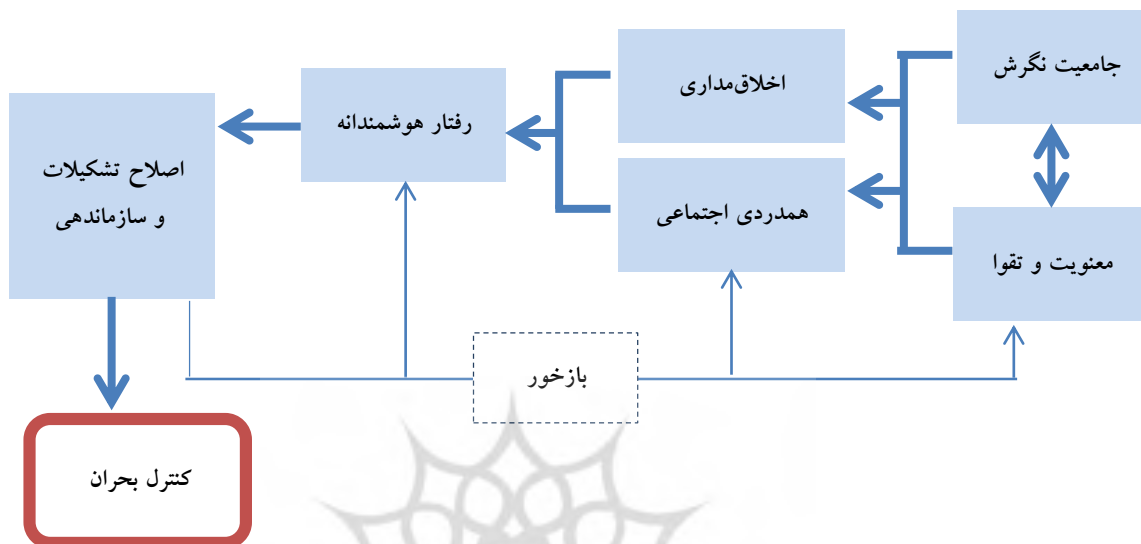 جامعیت نگرش
اخلاق‌مداری
رفتار هوشمندانه
اصلاح تشکیلات
و سازماندهی
همدردی اجتماعی
معنویت و تقوا
بازخور
کنترل بحران